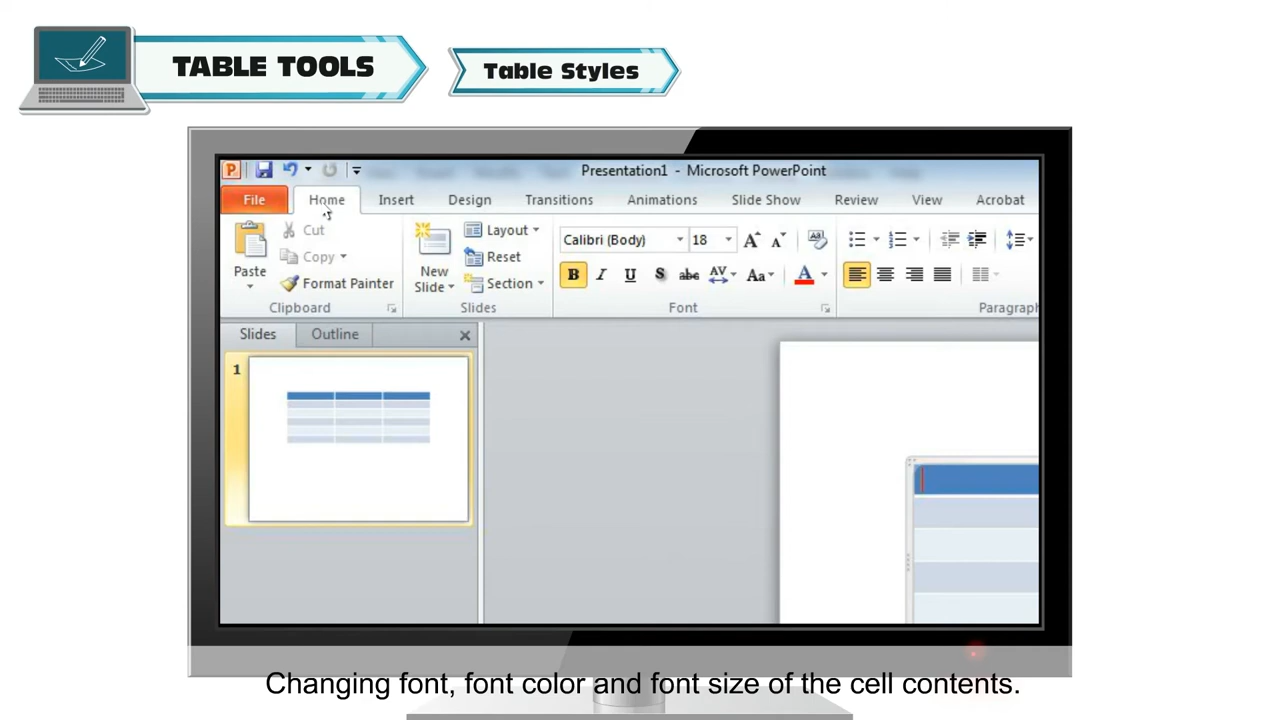 TABLE TOOLS
Table Styles
Presentation1 - Microsoft PowerPoint
File Home Insert Design Transitions Animations Slide Show Review View Acrobat
Paste
Cut
Copy
Format Painter
Clipboard
New Slide
Layout
Reset
Section
Slides
Calibri (Body) 18
B I U S abc AV Aa A
Font
Paragraph
Slides Outline
1
Changing font, font color and font size of the cell contents.